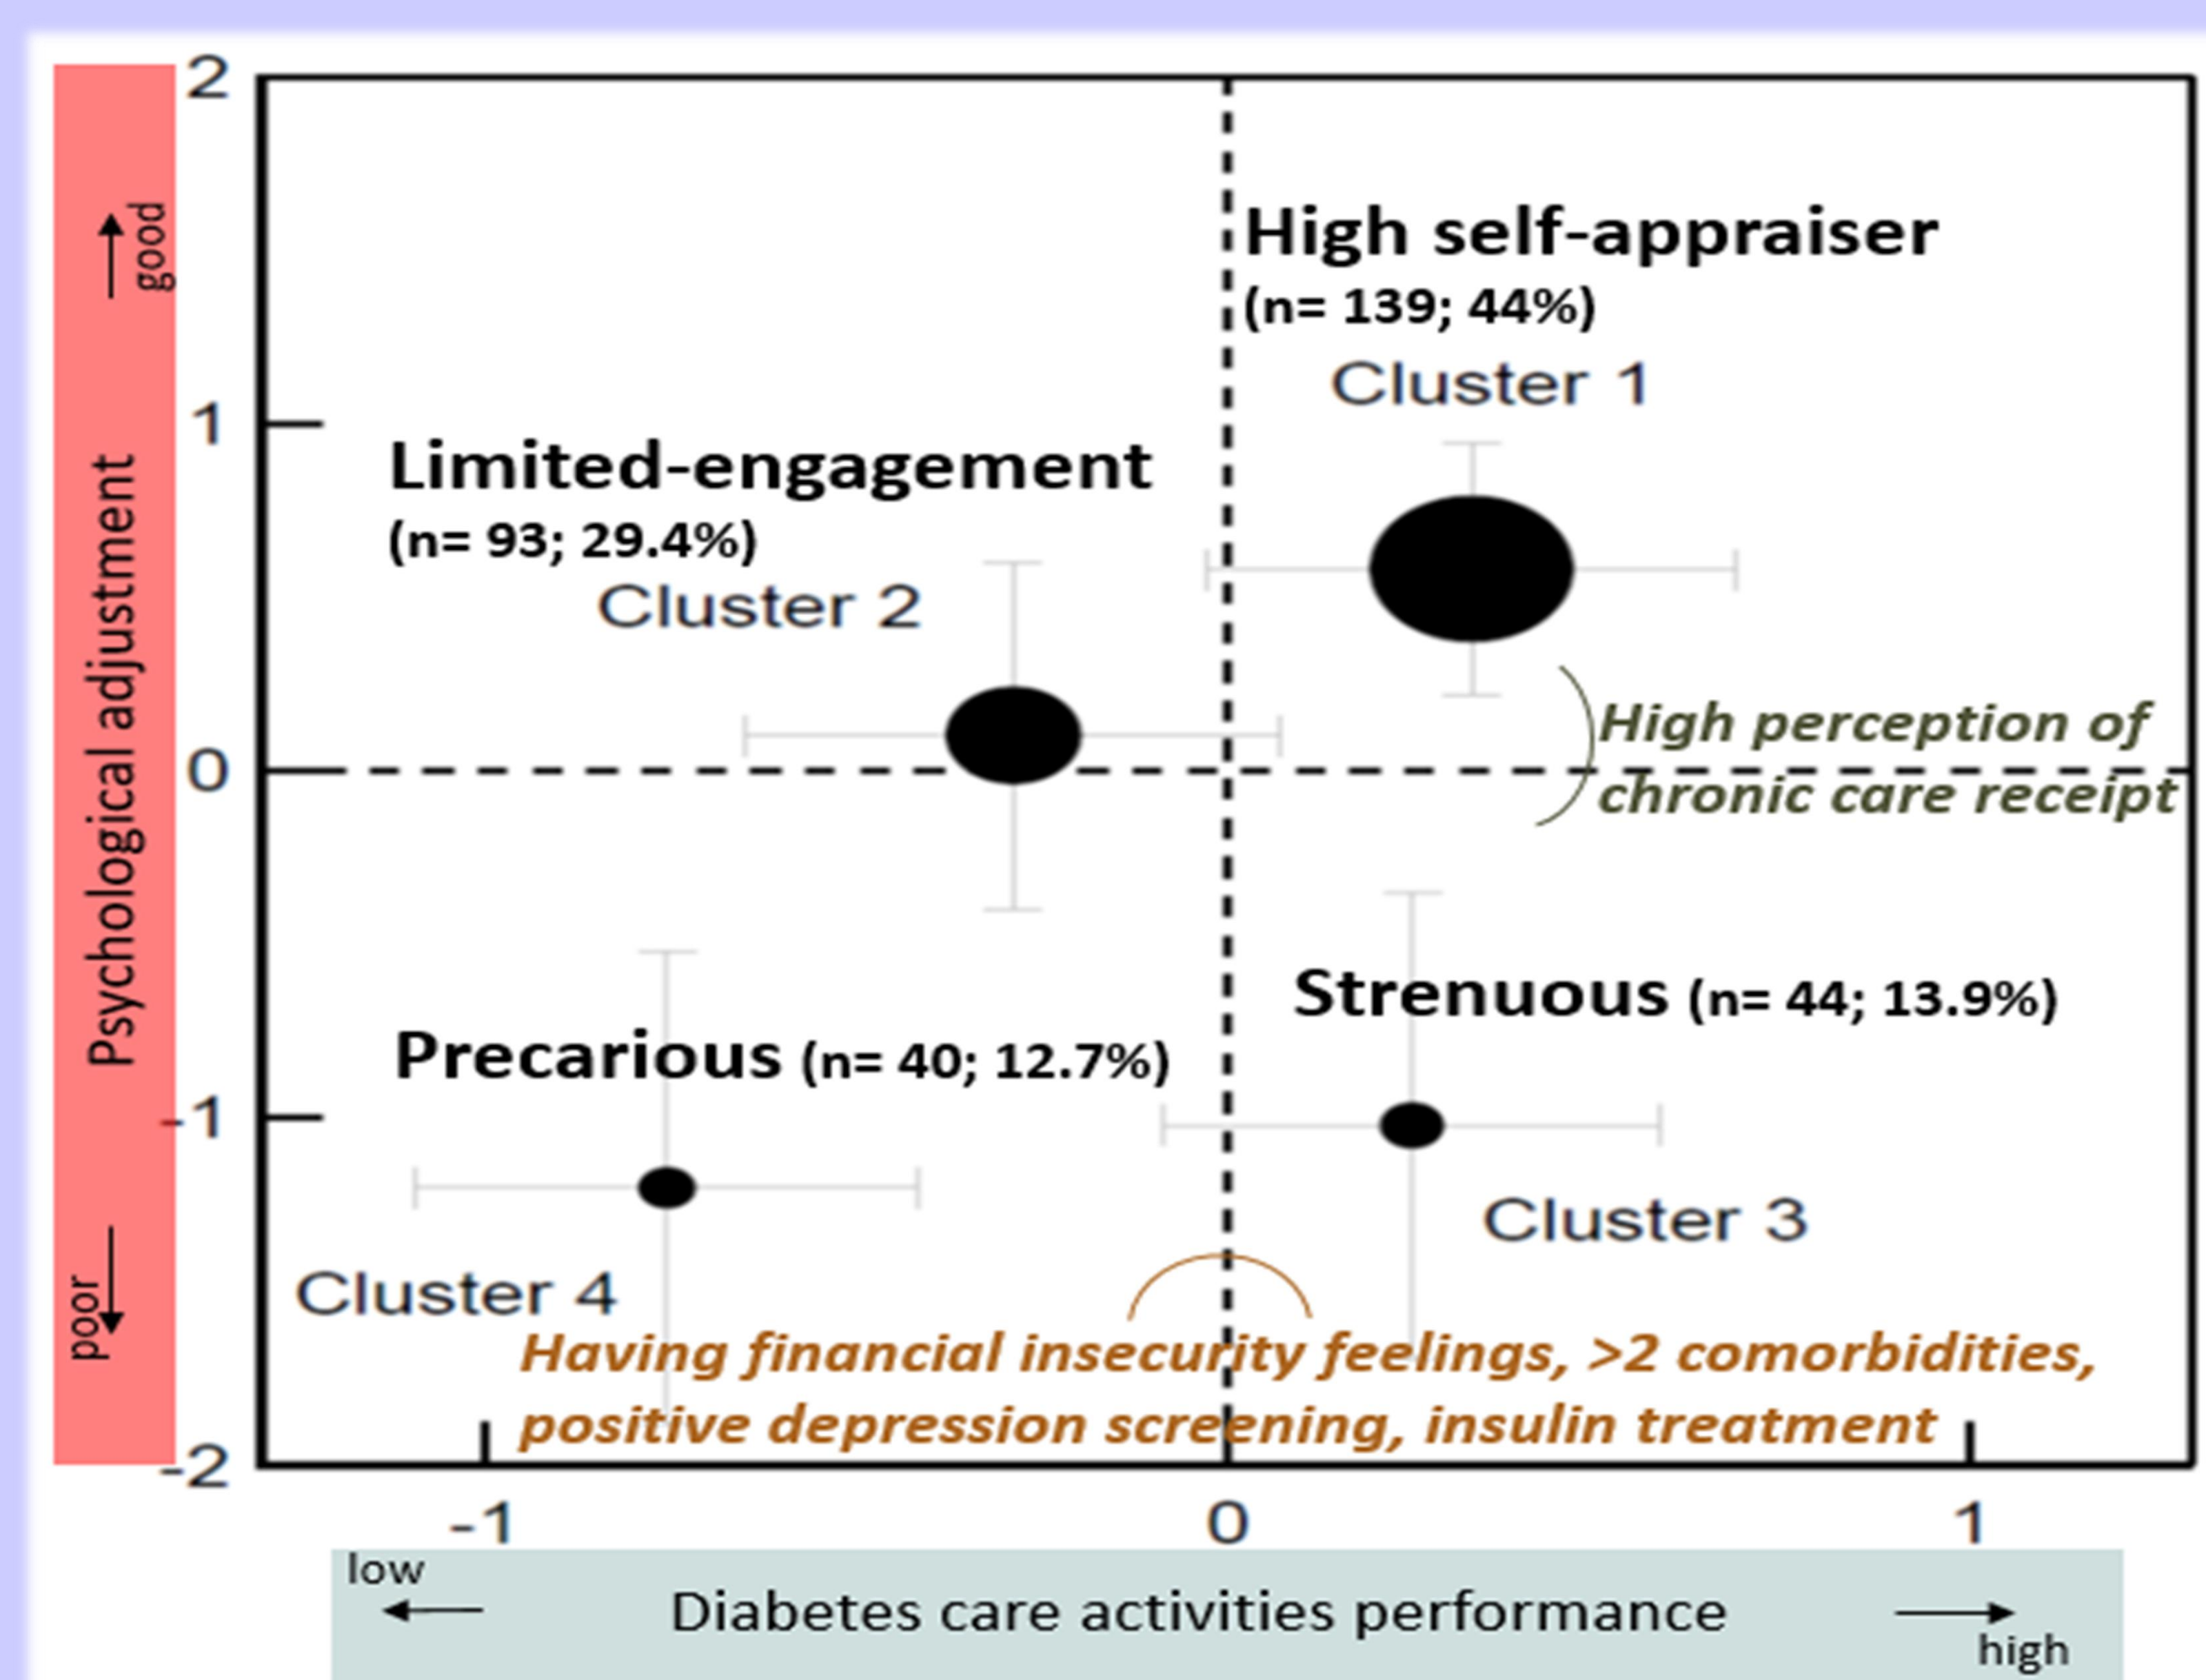 2
good
High self-appraiser
(n= 139; 44%)
Cluster 1
1
Limited-engagement
(n= 93; 29.4%)
Cluster 2
Psychological adjustment
High perception of
chronic care receipt
0
Strenuous (n= 44; 13.9%)
Precarious (n= 40; 12.7%)
-1
Cluster 3
Cluster 4
poor
Having financial insecurity feelings, >2 comorbidities,
positive depression screening, insulin treatment
-2
-1 0 1
low
Diabetes care activities performance
high